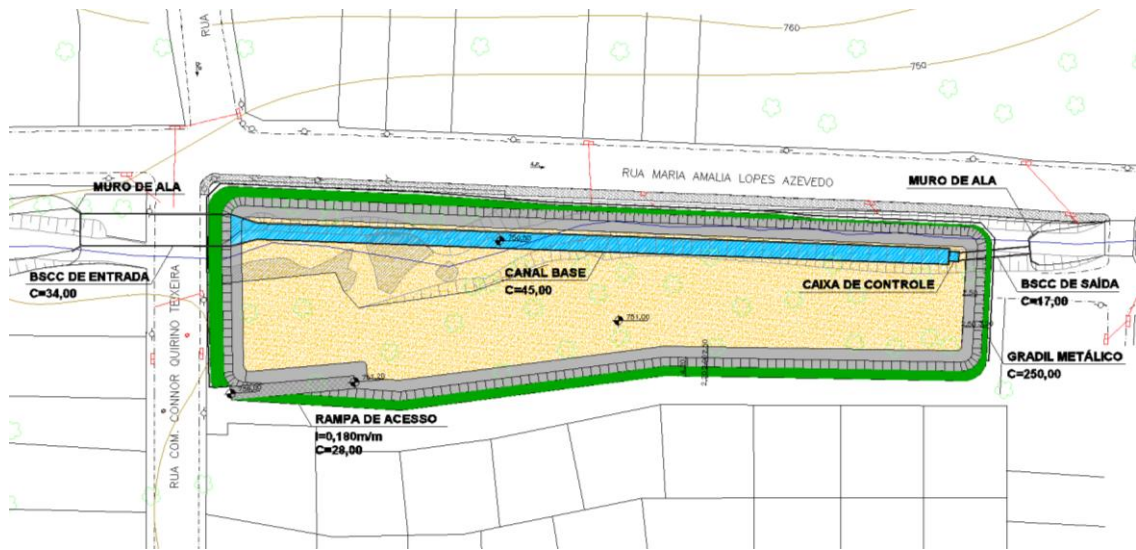 760
RUA
750
RUA MARIA AMALIA LOPES AZEVEDO
MURO DE ALA
MURO DE ALA
BSCC DE ENTRADA
C=34,00
CANAL BASE
C=45,00
CAIXA DE CONTROLE
BSCC DE SAÍDA
C=17,00
751,00
GRADIL METÁLICO
C=250,00
RAMPA DE ACESSO
I=0,180m/m
C=28,00
RUA COM. CONNOR QUIRINO TEIXEIRA